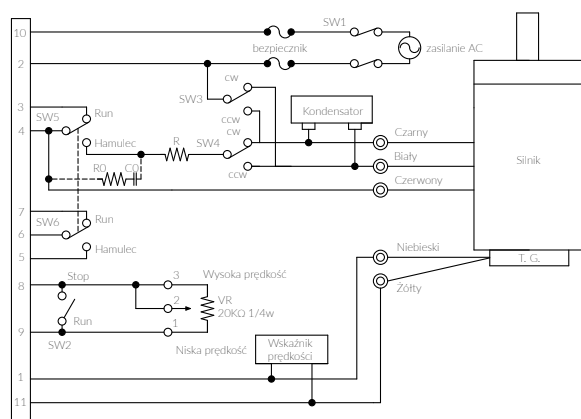 10
SW1
bezpiecznik
zasilanie AC
2
cw
SW3
ccw
3
Run
SW5
4
Hamulec
cw
R
SW4
ccw
R0
C0
Kondensator
Czarny
Biały
Czerwony
Silnik
7
Run
SW6
6
5
Hamulec
Niebieski
T. G.
Żółty
8
Stop
3
Wysoka prędkość
2
VR
20KΩ 1/4w
Run
9
1
SW2
Niska prędkość
Wskaźnik
prędkości
1
11